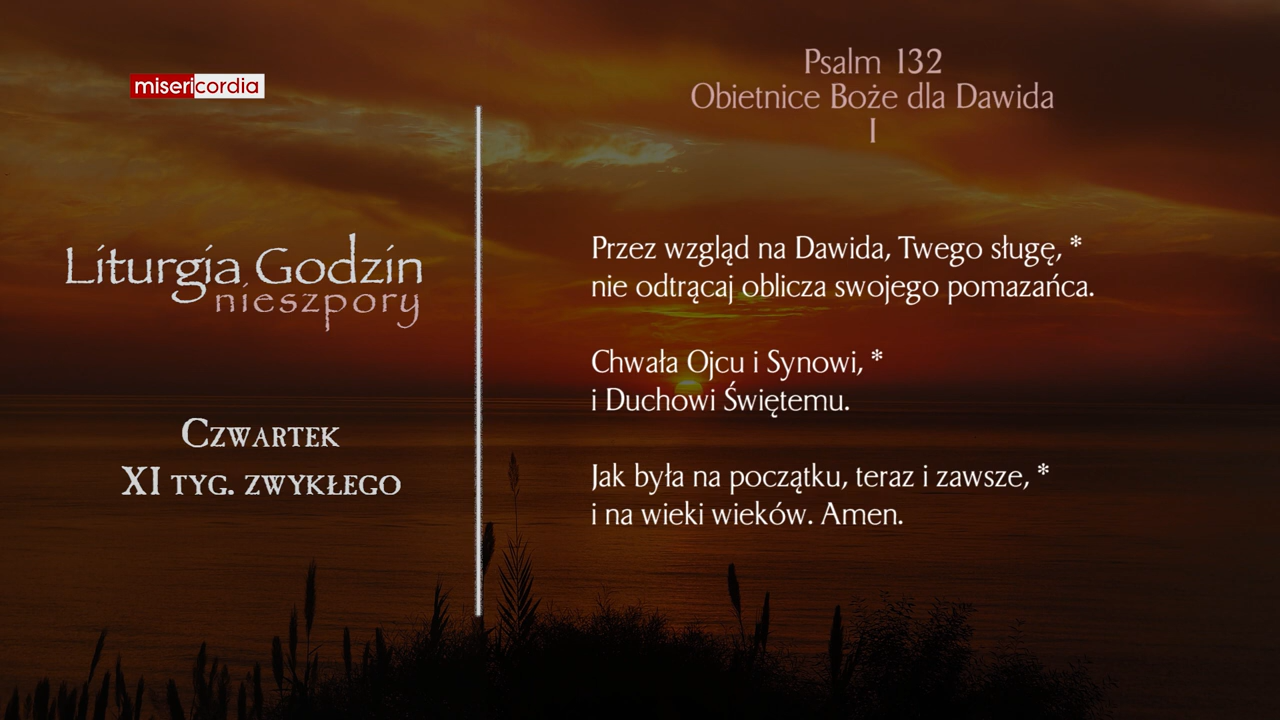 misericordia
Liturgia Godzin
nieszpory
Czwartek
XI tyg. zwykłego
Psalm 132
Obietnice Boże dla Dawida
I
Przez wzgląd na Dawida, Twego sługę, *
nie odtrącaj oblicza swojego pomazańca.
Chwała Ojcu i Synowi, *
i Duchowi Świętemu.
Jak była na początku, teraz i zawsze, *
i na wieki wieków. Amen.